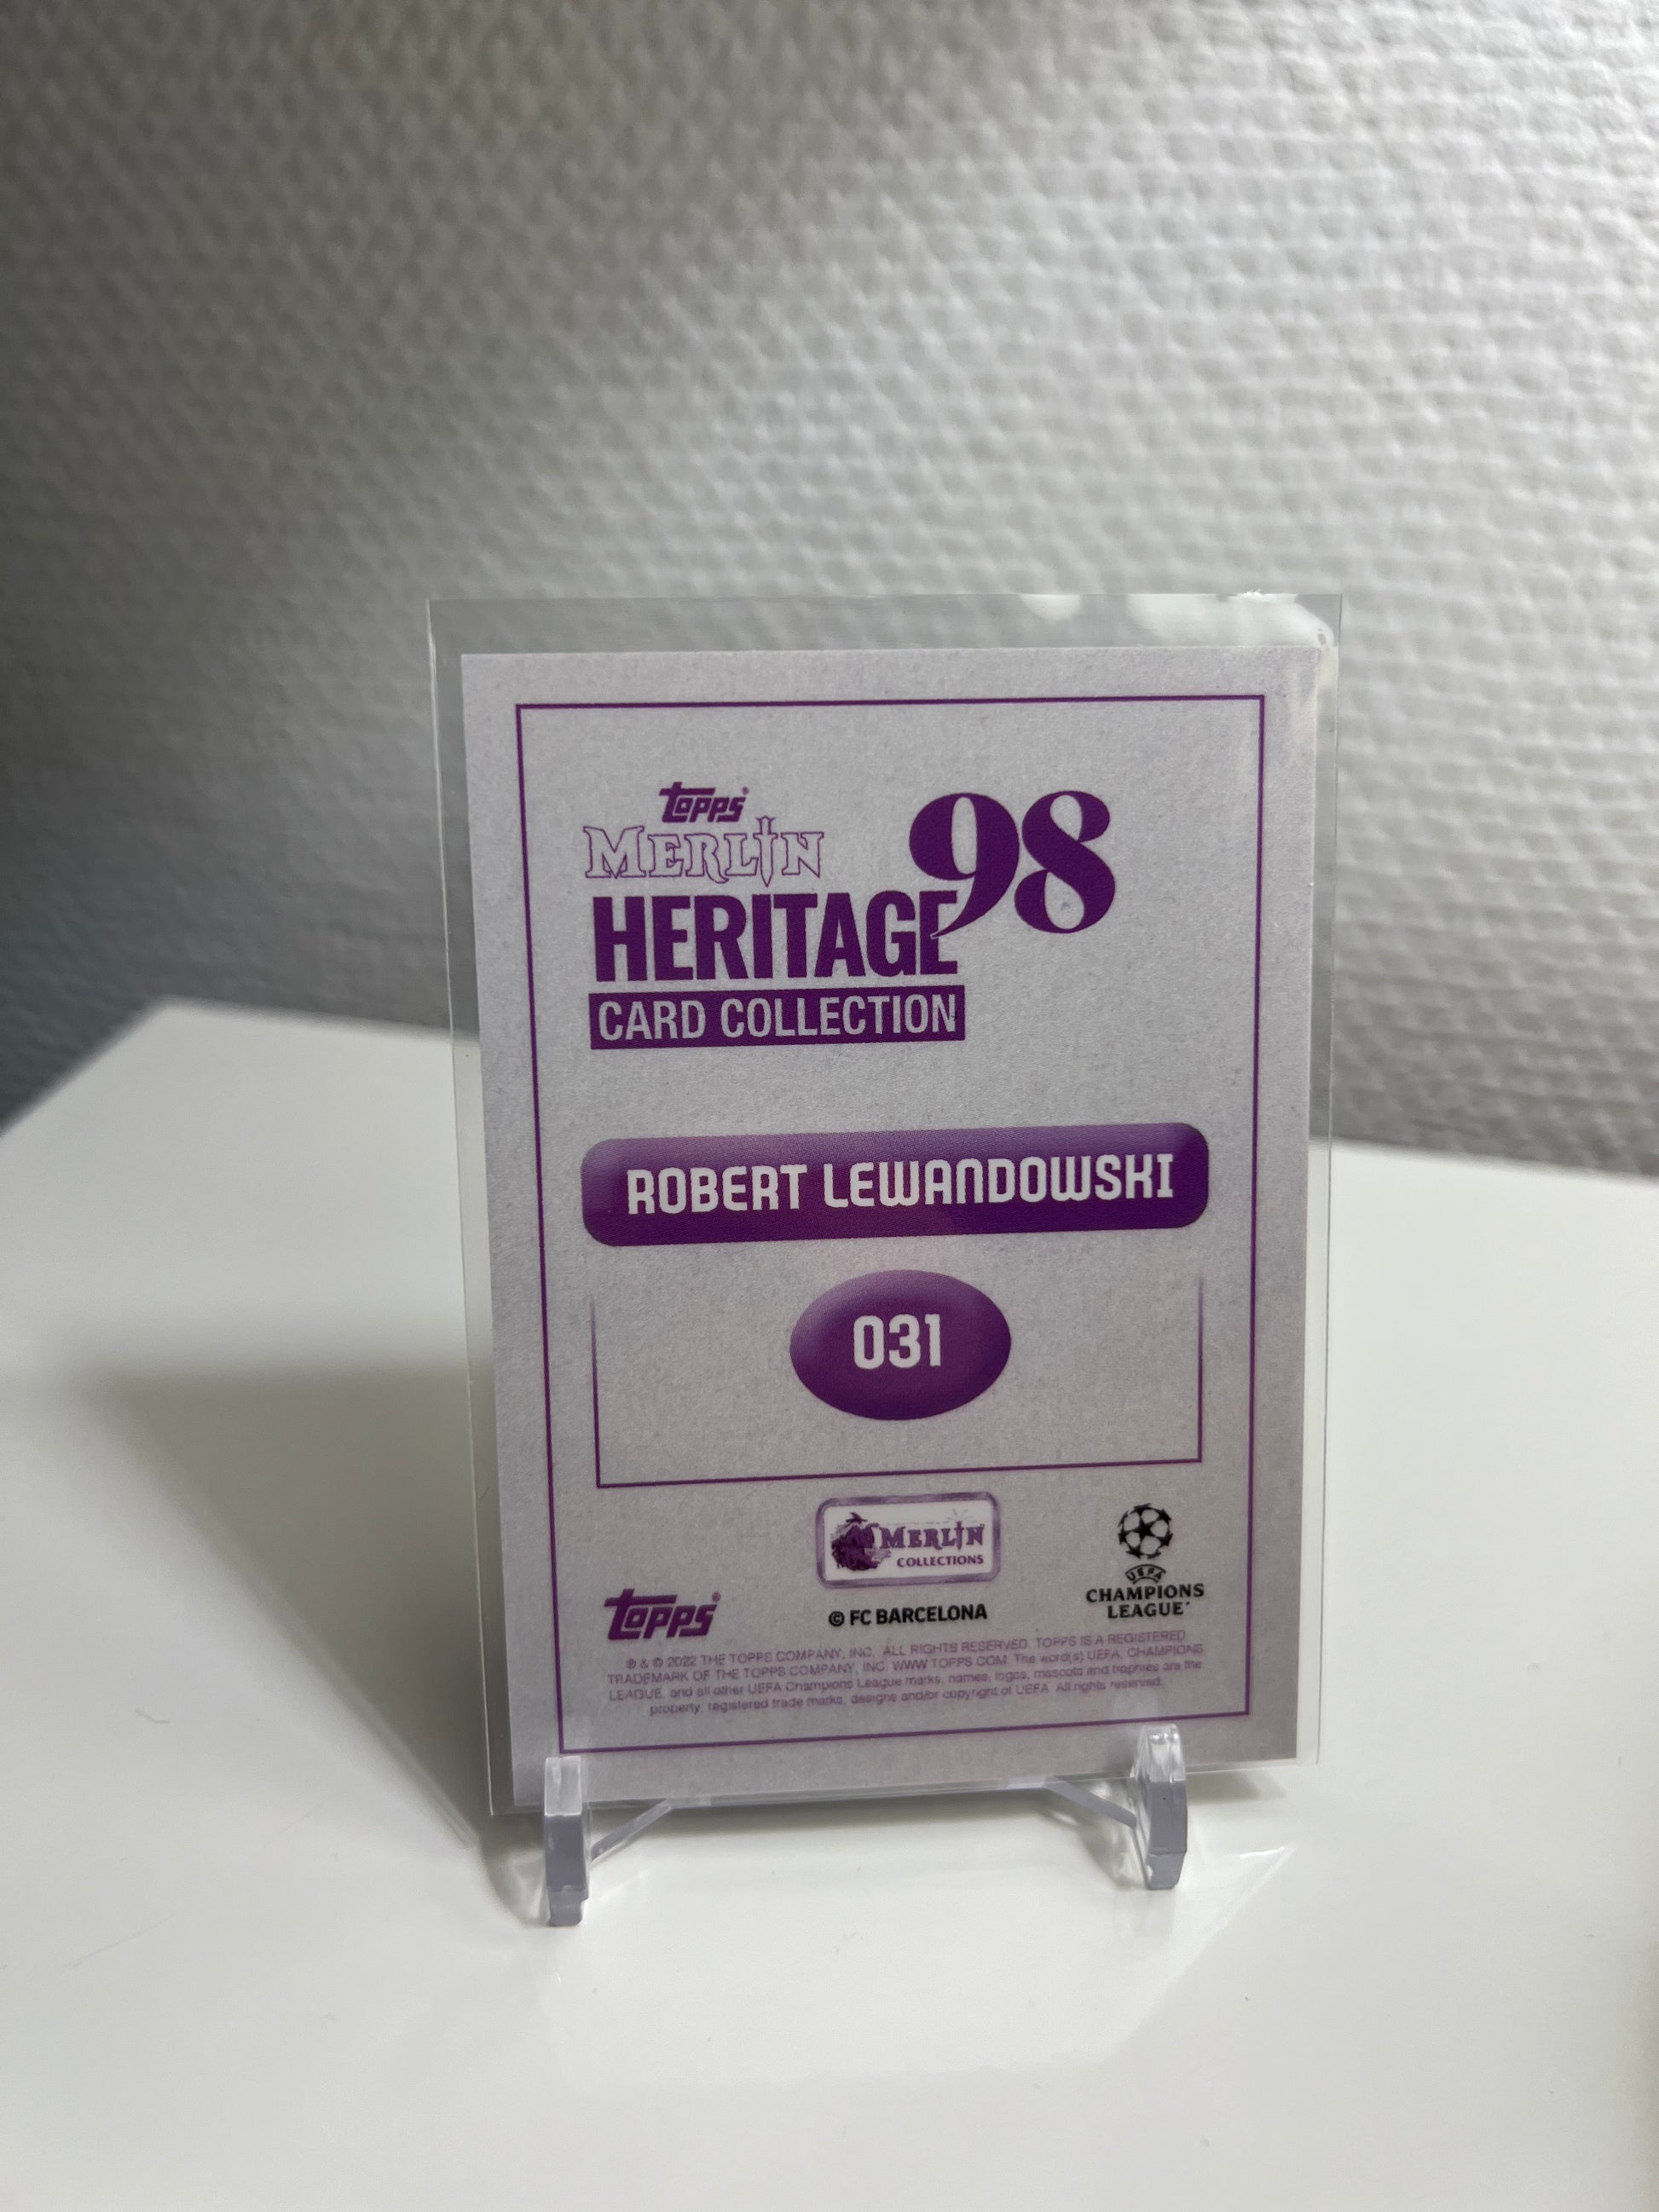 Topps®
MERLIN
HERITAGE 98
CARD COLLECTION
ROBERT LEWANDOWSKI
031
MERLIN
COLLECTIONS
Topps®
© FC BARCELONA
UEFA
CHAMPIONS
LEAGUE
® & © 2022 THE TOPPS COMPANY, INC. ALL RIGHTS RESERVED. TOPPS IS A REGISTERED
TRADEMARK OF THE TOPPS COMPANY, INC. WWW.TOPPS.COM. The word(s) UEFA, CHAMPIONS
LEAGUE, and all other UEFA Champions League marks, names, logos, mascots and trophies are the
property, registered trade marks, designs and/or copyright of UEFA. All rights reserved.